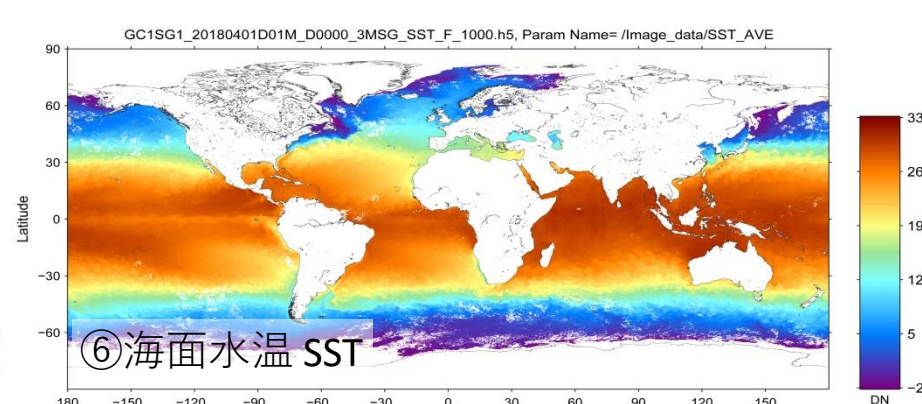 GC1SG1_20180401D01M_D0000_3MSG_SST_F_1000.h5, Param Name= /Image_data/SST_AVE
90
60
30
0
−30
−60
Latitude
⑥海面水温 SST
180 −150 −120 −90 −60 −30 0 30 60 90 120 150
33
26
19
12
5
−2
DN